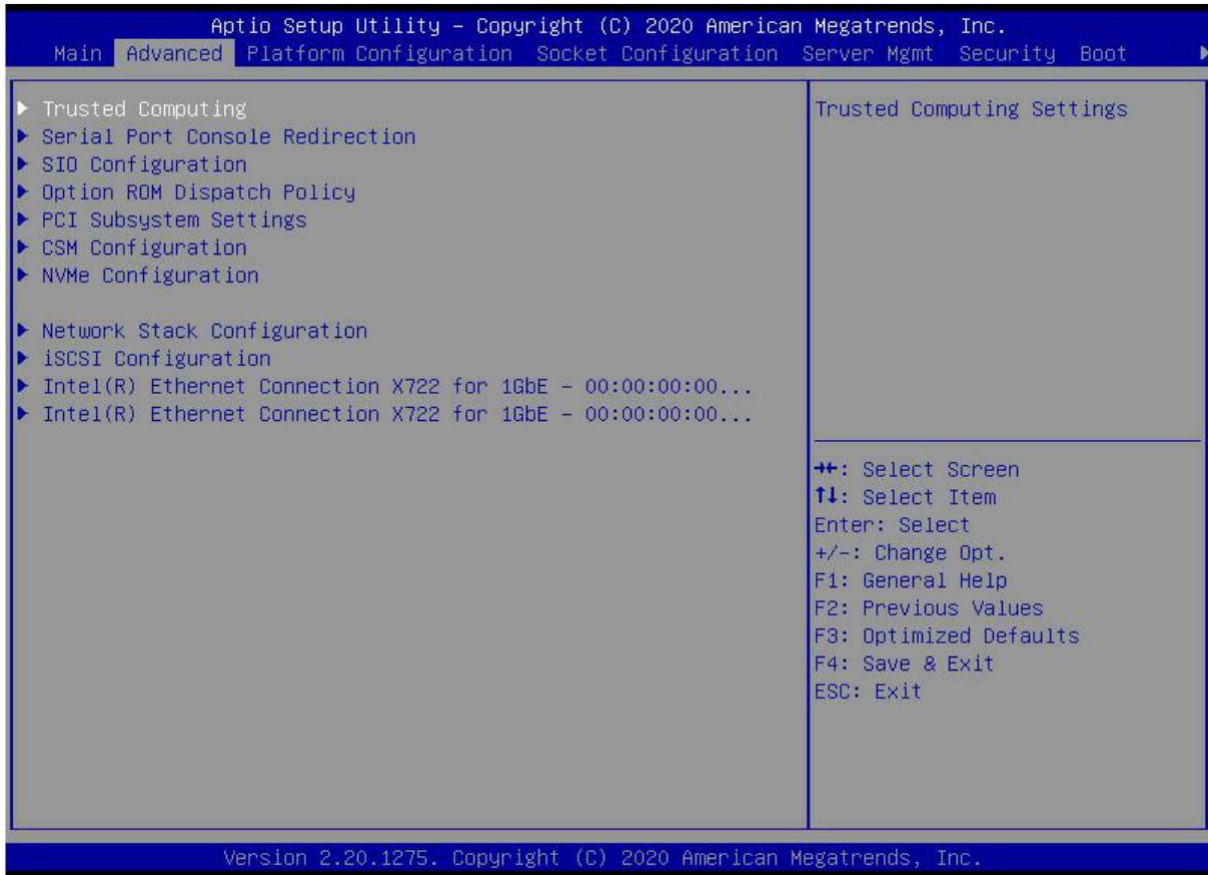 Aptio Setup Utility – Copyright (C) 2020 American Megatrends, Inc.
Main Advanced Platform Configuration Socket Configuration Server Mgmt Security Boot
Trusted Computing
Serial Port Console Redirection
SIO Configuration
Option ROM Dispatch Policy
PCI Subsystem Settings
CSM Configuration
NVMe Configuration
Network Stack Configuration
iSCSI Configuration
Intel(R) Ethernet Connection X722 for 1GbE – 00:00:00:00...
Intel(R) Ethernet Connection X722 for 1GbE – 00:00:00:00...
Trusted Computing Settings
→←: Select Screen
↑↓: Select Item
Enter: Select
+/-: Change Opt.
F1: General Help
F2: Previous Values
F3: Optimized Defaults
F4: Save & Exit
ESC: Exit
Version 2.20.1275. Copyright (C) 2020 American Megatrends, Inc.